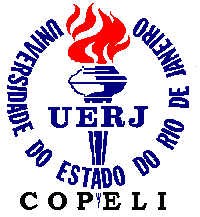 UNIVERSIDADE DO ESTADO DO RIO DE JANEIRO
UERJ
COPELI